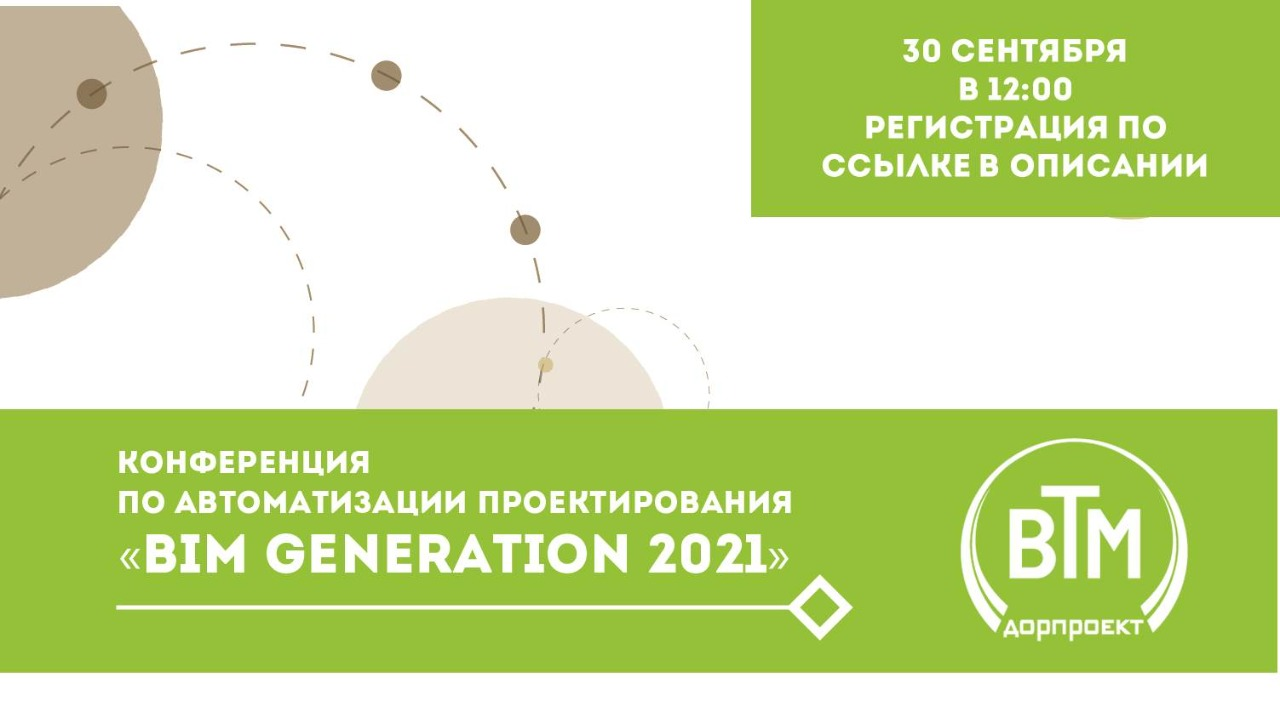 30 СЕНТЯБРЯ
В 12:00
РЕГИСТРАЦИЯ ПО
ССЫЛКЕ В ОПИСАНИИ
КОНФЕРЕНЦИЯ
ПО АВТОМАТИЗАЦИИ ПРОЕКТИРОВАНИЯ
«BIM GENERATION 2021»
ВТМ
ДОРПРОЕКТ